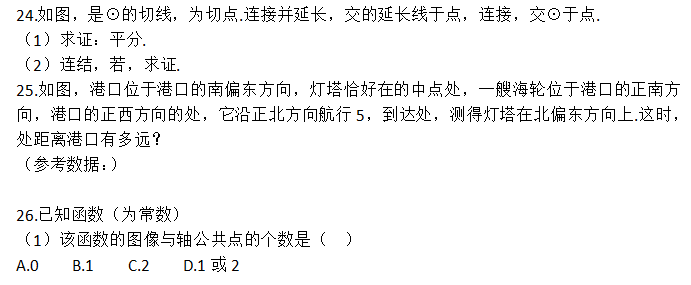 24.如图，是⊙的切线，为切点.连接并延长，交的延长线于点，连接，交⊙于点.
（1）求证：平分.
（2）连结，若，求证.
25.如图，港口位于港口的南偏东方向，灯塔恰好在的中点处，一艘海轮位于港口的正南方
向，港口的正西方向的处，它沿正北方向航行 5，到达处，测得灯塔在北偏东方向上.这时，
处距离港口有多远？
（参考数据：）
26.已知函数（为常数）
（1）该函数的图像与轴公共点的个数是（ ）
A.0 B.1 C.2 D.1 或 2